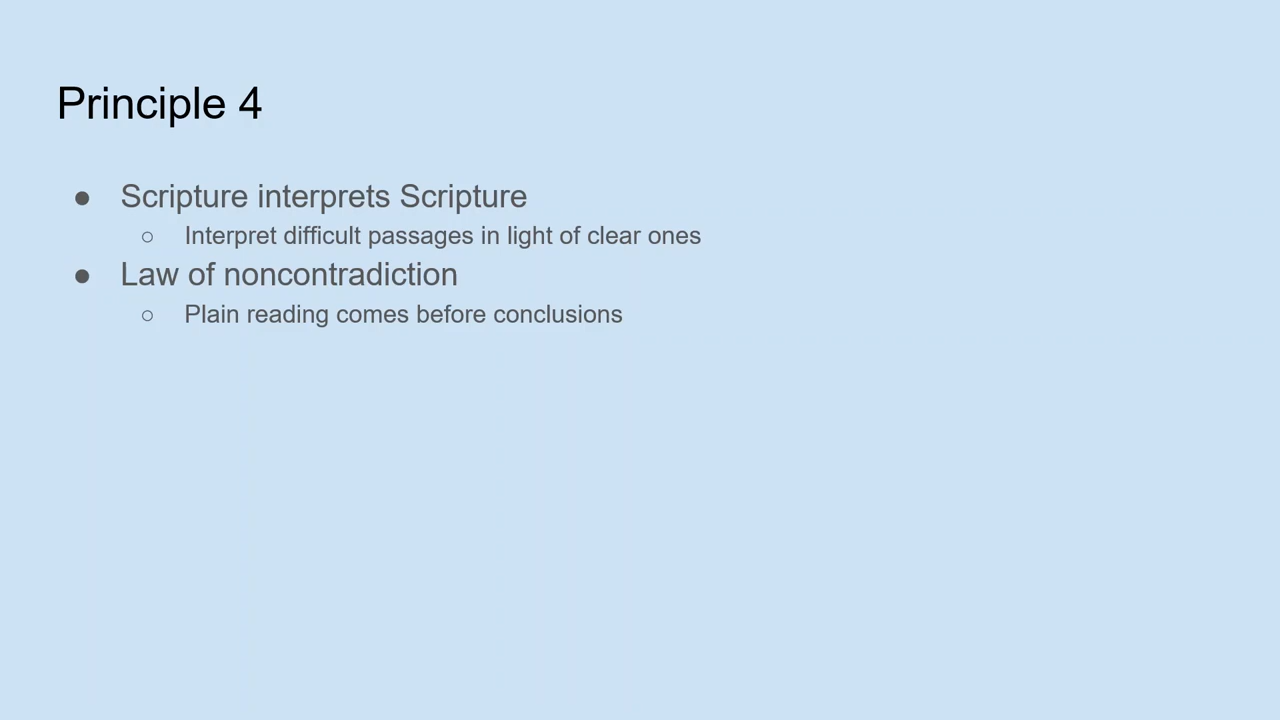 Principle 4
● Scripture interprets Scripture
○ Interpret difficult passages in light of clear ones
● Law of noncontradiction
○ Plain reading comes before conclusions